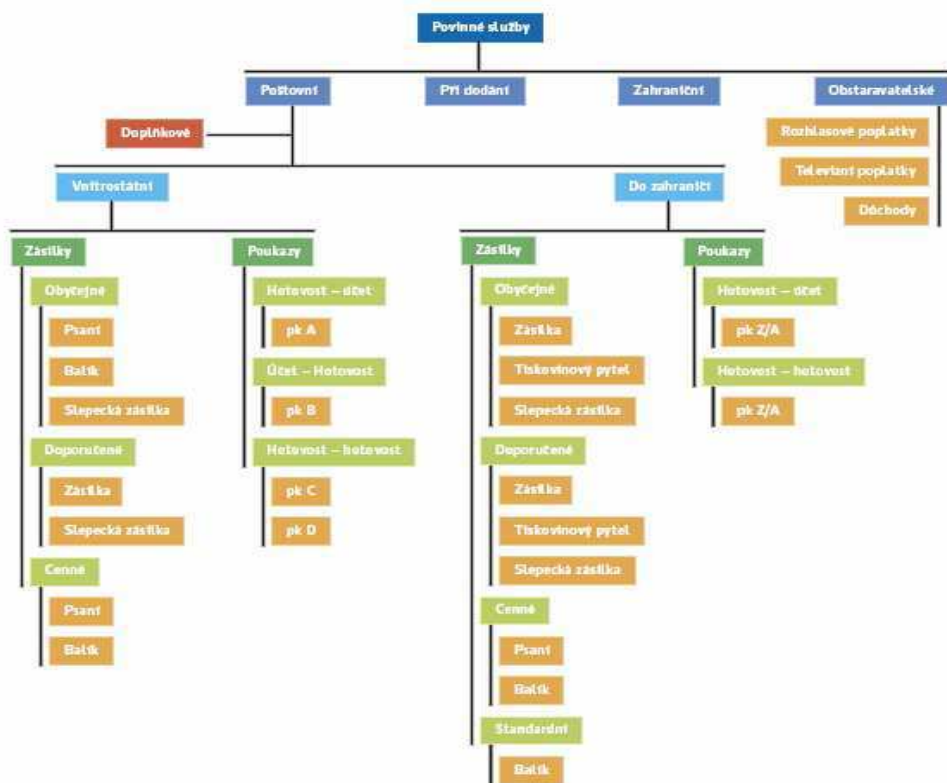 Povinné služby
Poštovní
Při dodání
Zahraniční
Obstaravatelské
Doplňkově
Rozhlasové poplatky
Televizní poplatky
Důchody
Vnitrostátní
Do zahraničí
Zásilky
Obyčejné
Psaní
Balík
Slepecká zásilka
Doporučené
Zásilka
Slepecká zásilka
Cenné
Psaní
Balík
Poukazy
Hotovost – účet
pk A
Účet – Hotovost
pk B
Hotovost – hotovost
pk C
pk D
Zásilky
Obyčejné
Zásilka
Tiskovinový pytel
Slepecká zásilka
Doporučené
Zásilka
Tiskovinový pytel
Slepecká zásilka
Cenné
Psaní
Balík
Standardní
Balík
Poukazy
Hotovost – účet
pk Z/A
Hotovost – hotovost
pk Z/A